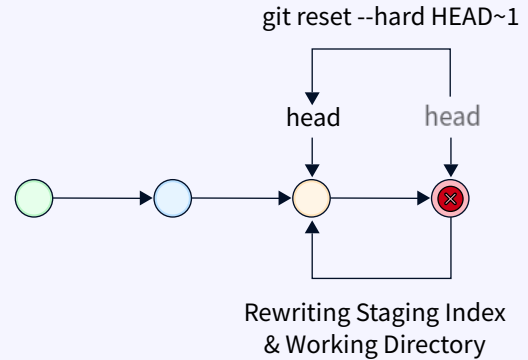 git reset --hard HEAD~1
head
head
Rewriting Staging Index
& Working Directory